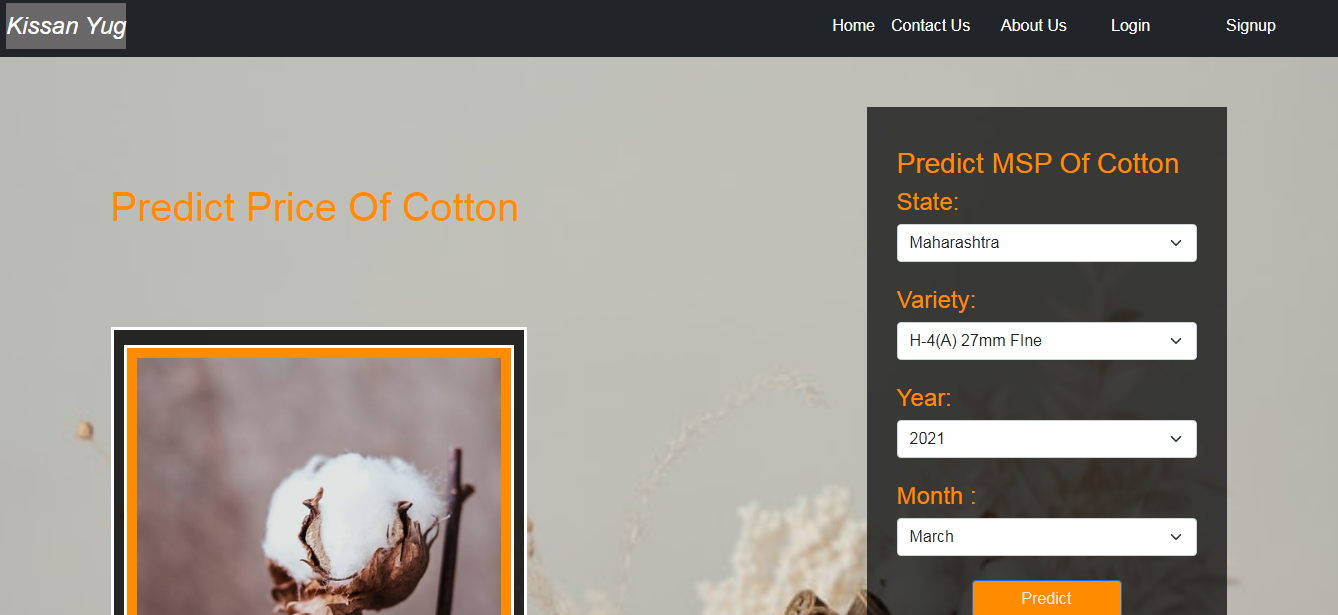 Kissan Yug
Home Contact Us About Us Login Signup
Predict Price Of Cotton
Predict MSP Of Cotton
State:
Maharashtra
Variety:
H-4(A) 27mm FIne
Year:
2021
Month :
March
Predict